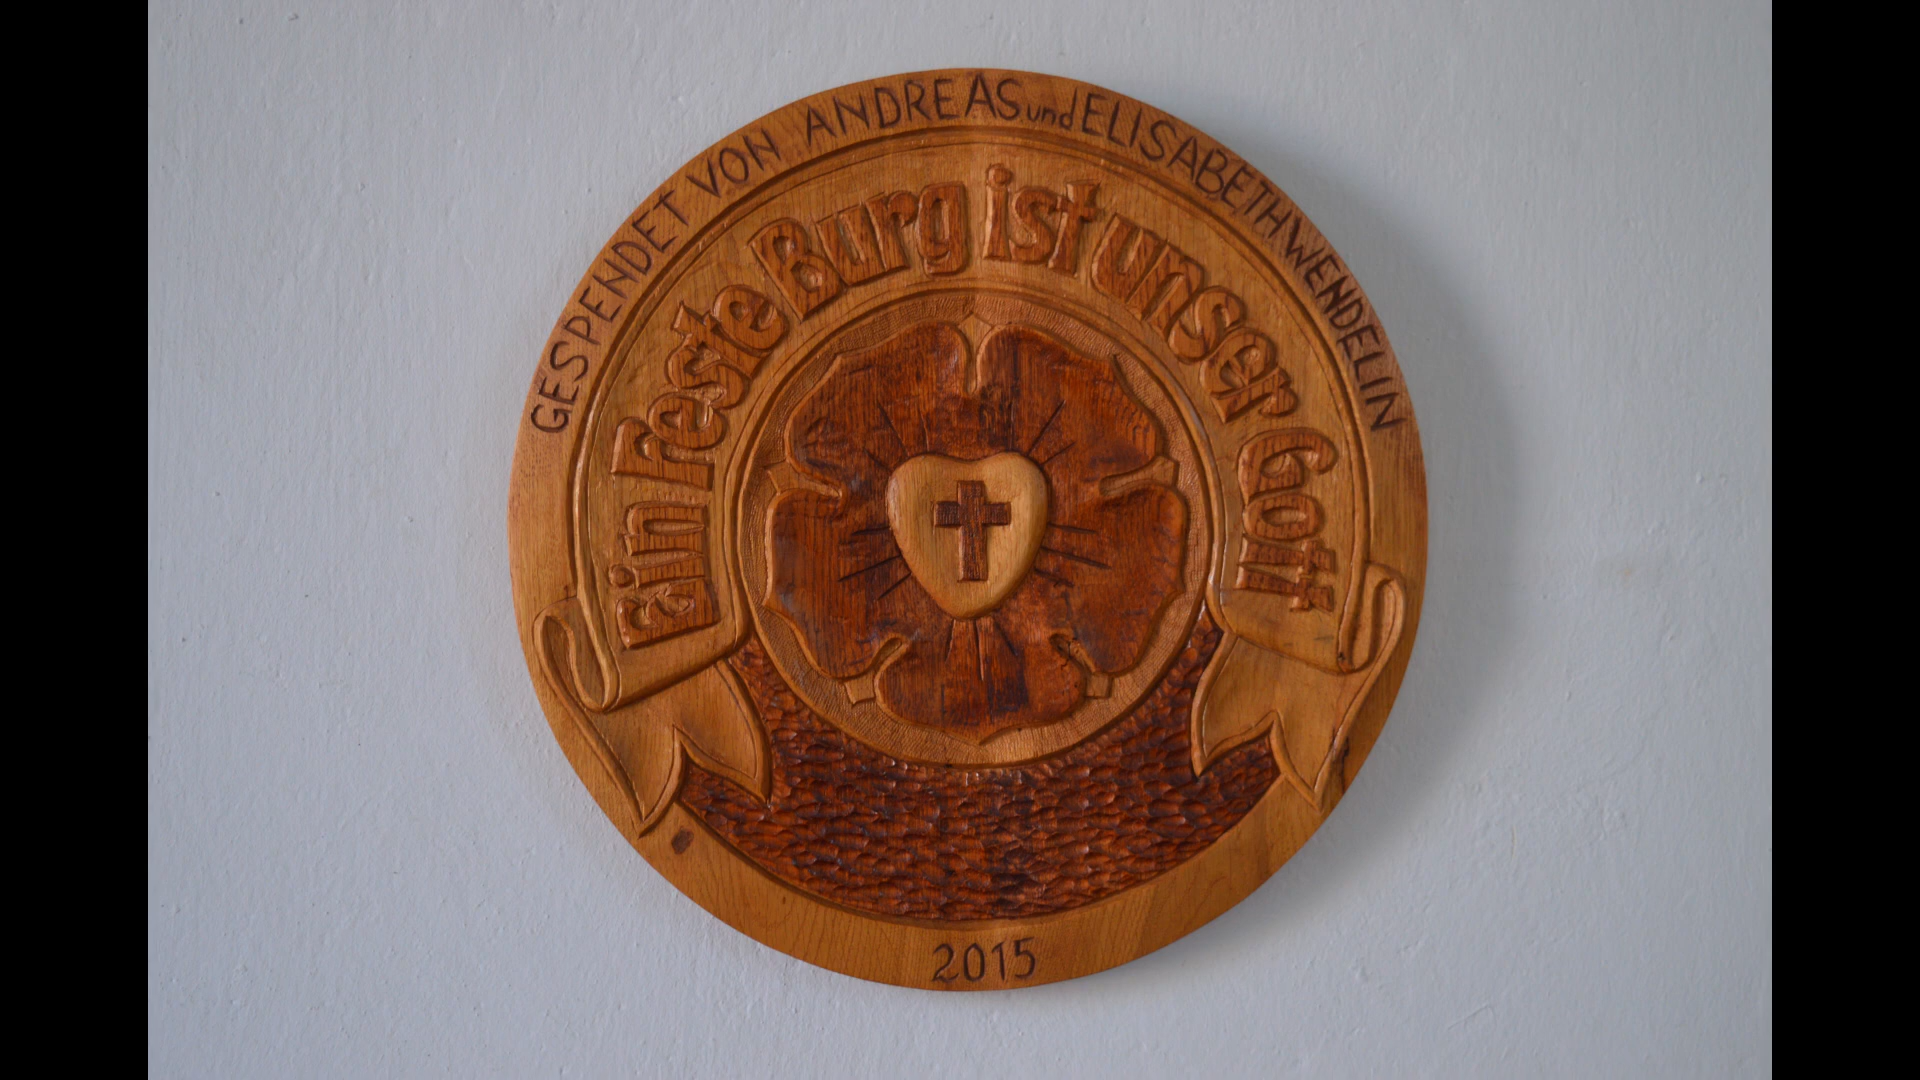 GESPENDET VON ANDREAS und ELISABETH WENDELIN
ein feste Burg ist unser Gott
2015